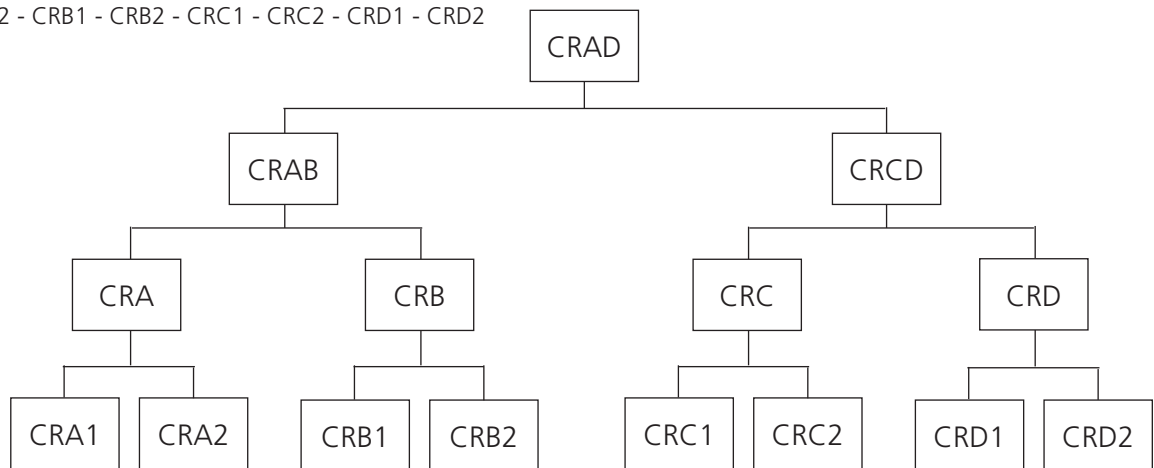 2 - CRB1 - CRB2 - CRC1 - CRC2 - CRD1 - CRD2
CRAD
CRAB CRCD
CRA CRB CRC CRD
CRA1 CRA2 CRB1 CRB2 CRC1 CRC2 CRD1 CRD2